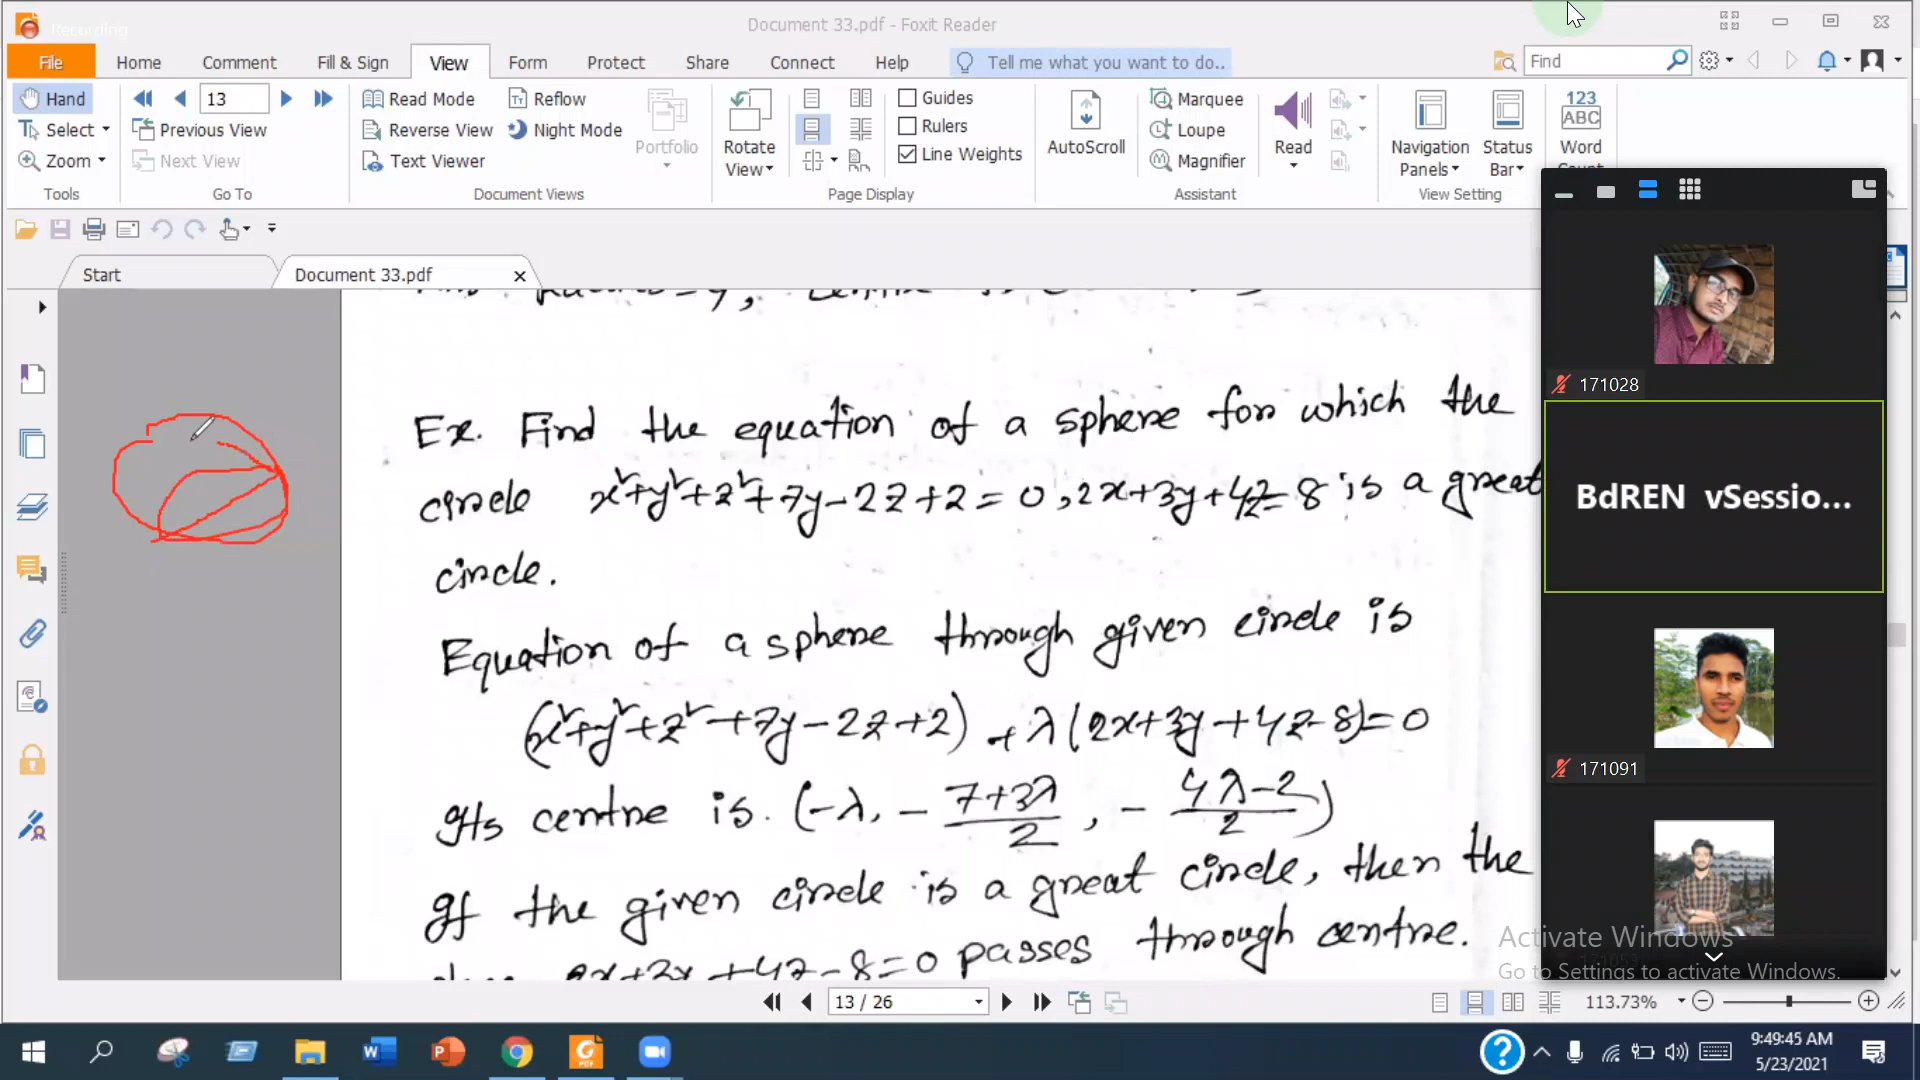 Recording
Document 33.pdf - Foxit Reader
File Home Comment Fill & Sign View Form Protect Share Connect Help Tell me what you want to do.. Find
Hand 13 Read Mode Reflow Guides Marquee 123
Select Previous View Reverse View Night Mode Portfolio Rotate View Rulers AutoScroll Loupe Read Navigation Panels Status Bar ABC Word Count
Zoom Next View Text Viewer Line Weights Magnifier
Tools Go To Document Views Page Display Assistant View Setting
Start Document 33.pdf
Ex. Find the equation of a sphere for which the
circle x²+y²+z²+7y-2z+2=0, 2x+3y+4z=8 is a great
circle.
Equation of a sphere through given circle is
(x²+y²+z²+7y-2z+2)+λ(2x+3y+4z-8)=0
Its centre is. (-λ, -7+3λ/2, -4λ-2/2)
If the given circle is a great circle, then the
2x+3y+4z-8=0 passes through centre.
171028
BdREN vSessio...
171091
Activate Windows
Go to Settings to activate Windows.
13 / 26 113.73%
9:49:45 AM
5/23/2021